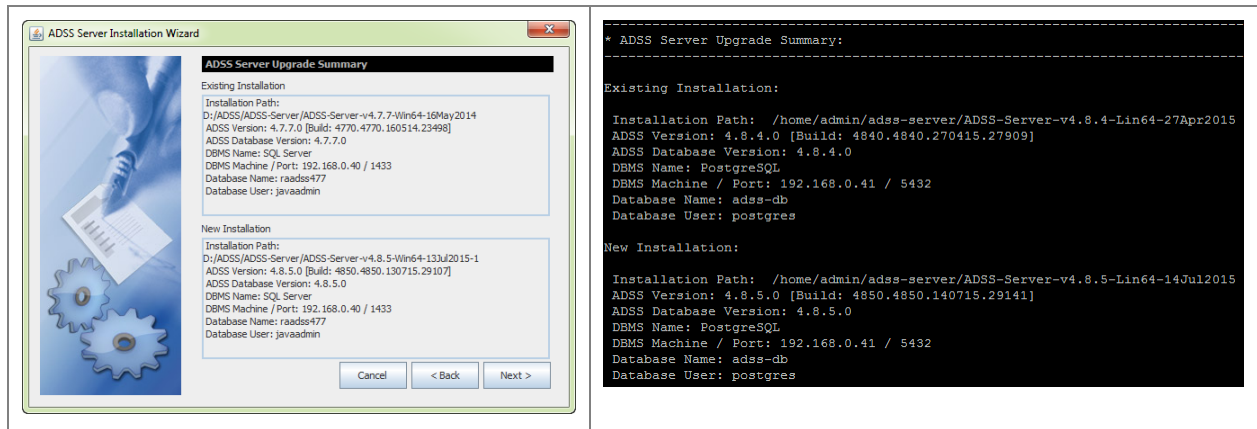 ADSS Server Installation Wizard
ADSS Server Upgrade Summary
Existing Installation
Installation Path:
D:/ADSS/ADSS-Server/ADSS-Server-v4.7.7-Win64-16May2014
ADSS Version: 4.7.7.0 [Build: 4770.4770.160514.23498]
ADSS Database Version: 4.7.7.0
DBMS Name: SQL Server
DBMS Machine / Port: 192.168.0.40 / 1433
Database Name: raadss477
Database User: javaadmin
New Installation
Installation Path:
D:/ADSS/ADSS-Server/ADSS-Server-v4.8.5-Win64-13Jul2015-1
ADSS Version: 4.8.5.0 [Build: 4850.4850.130715.29107]
ADSS Database Version: 4.8.5.0
DBMS Name: SQL Server
DBMS Machine / Port: 192.168.0.40 / 1433
Database Name: raadss477
Database User: javaadmin
Cancel
< Back
Next >
* ADSS Server Upgrade Summary:
Existing Installation:
Installation Path: /home/admin/adss-server/ADSS-Server-v4.8.4-Lin64-27Apr2015
ADSS Version: 4.8.4.0 [Build: 4840.4840.270415.27909]
ADSS Database Version: 4.8.4.0
DBMS Name: PostgreSQL
DBMS Machine / Port: 192.168.0.41 / 5432
Database Name: adss-db
Database User: postgres
New Installation:
Installation Path: /home/admin/adss-server/ADSS-Server-v4.8.5-Lin64-14Jul2015
ADSS Version: 4.8.5.0 [Build: 4850.4850.140715.29141]
ADSS Database Version: 4.8.5.0
DBMS Name: PostgreSQL
DBMS Machine / Port: 192.168.0.41 / 5432
Database Name: adss-db
Database User: postgres